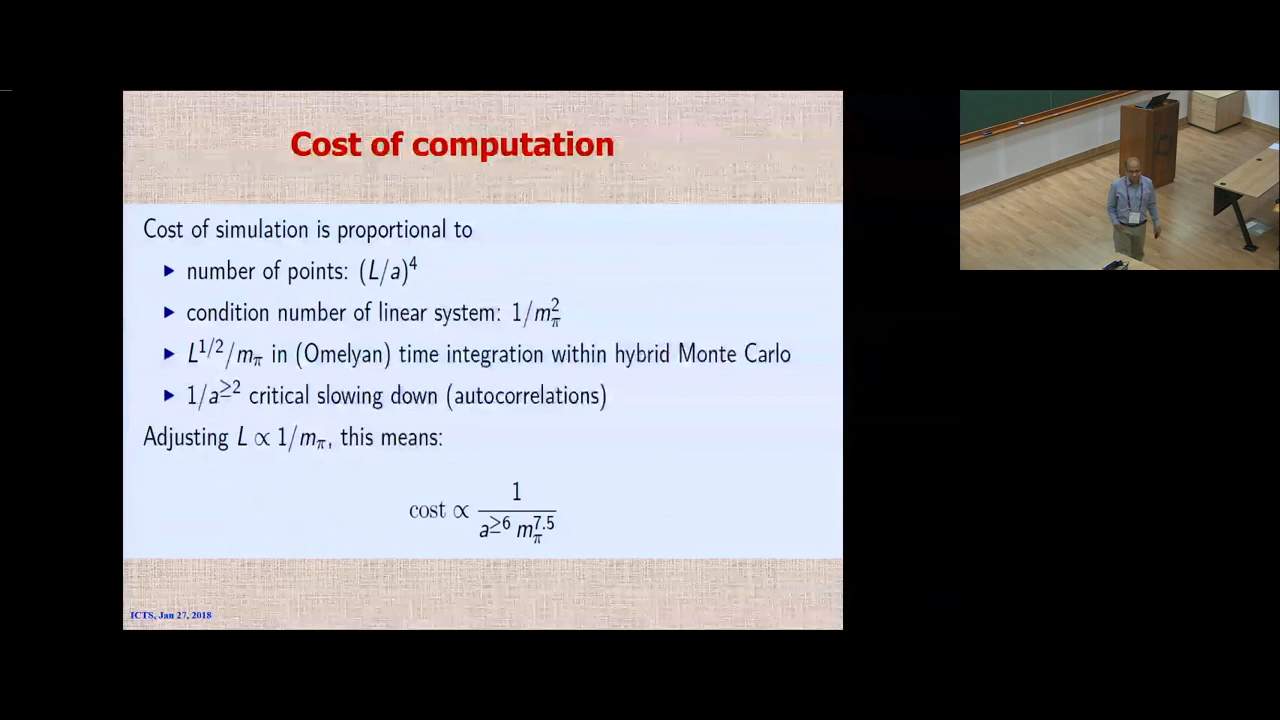 Cost of computation
Cost of simulation is proportional to
▶ number of points: (L/a)^4
▶ condition number of linear system: 1/m_π^2
▶ L^{1/2}/m_π in (Omelyan) time integration within hybrid Monte Carlo
▶ 1/a^{≥2} critical slowing down (autocorrelations)
Adjusting L ∝ 1/m_π, this means:
cost ∝ 1 / (a^{≥6} m_π^{7.5})
ICTS, Jan 27, 2018